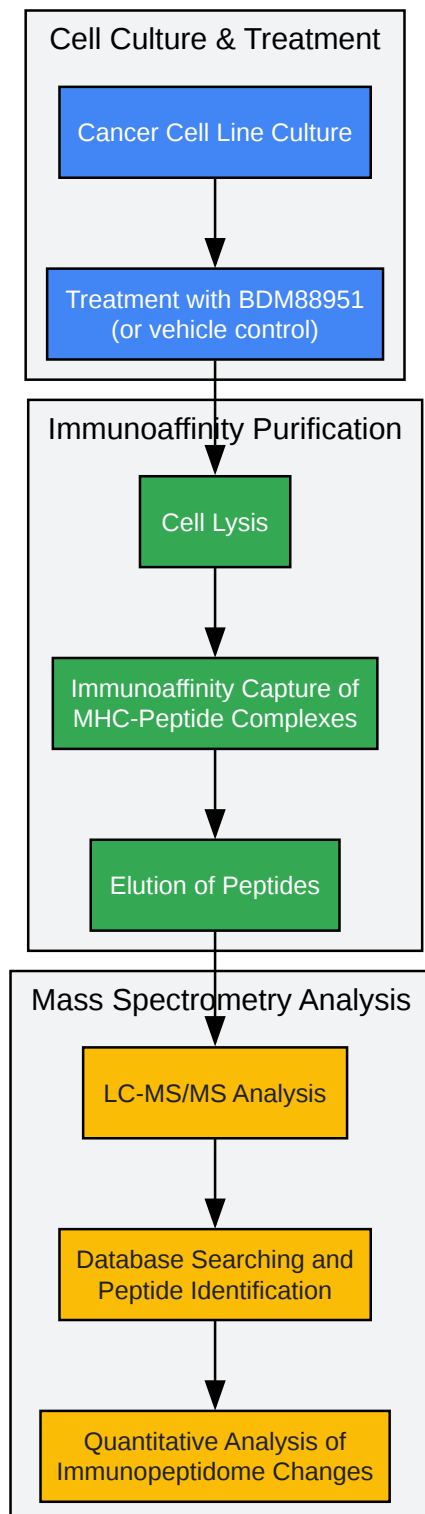 Cell Culture & Treatment
Cancer Cell Line Culture
Treatment with BDM88951
(or vehicle control)
Immunoaffinity Purification
Cell Lysis
Immunoaffinity Capture of
MHC-Peptide Complexes
Elution of Peptides
Mass Spectrometry Analysis
LC-MS/MS Analysis
Database Searching and
Peptide Identification
Quantitative Analysis of
Immunopeptidome Changes